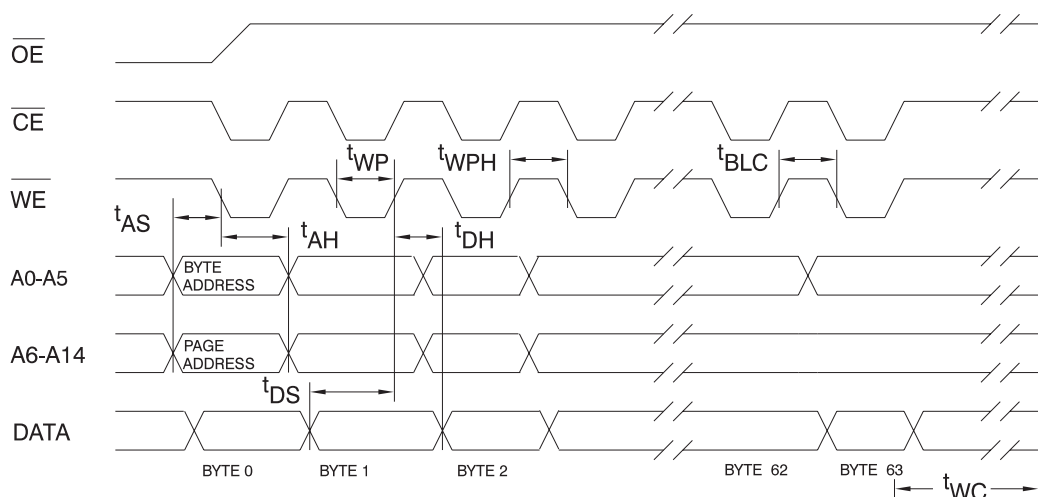 OE
CE
tWP
tWPH
tBLC
WE
tAS
tAH
tDH
A0-A5
BYTE
ADDRESS
A6-A14
PAGE
ADDRESS
tDS
DATA
BYTE 0
BYTE 1
BYTE 2
BYTE 62
BYTE 63
tWC